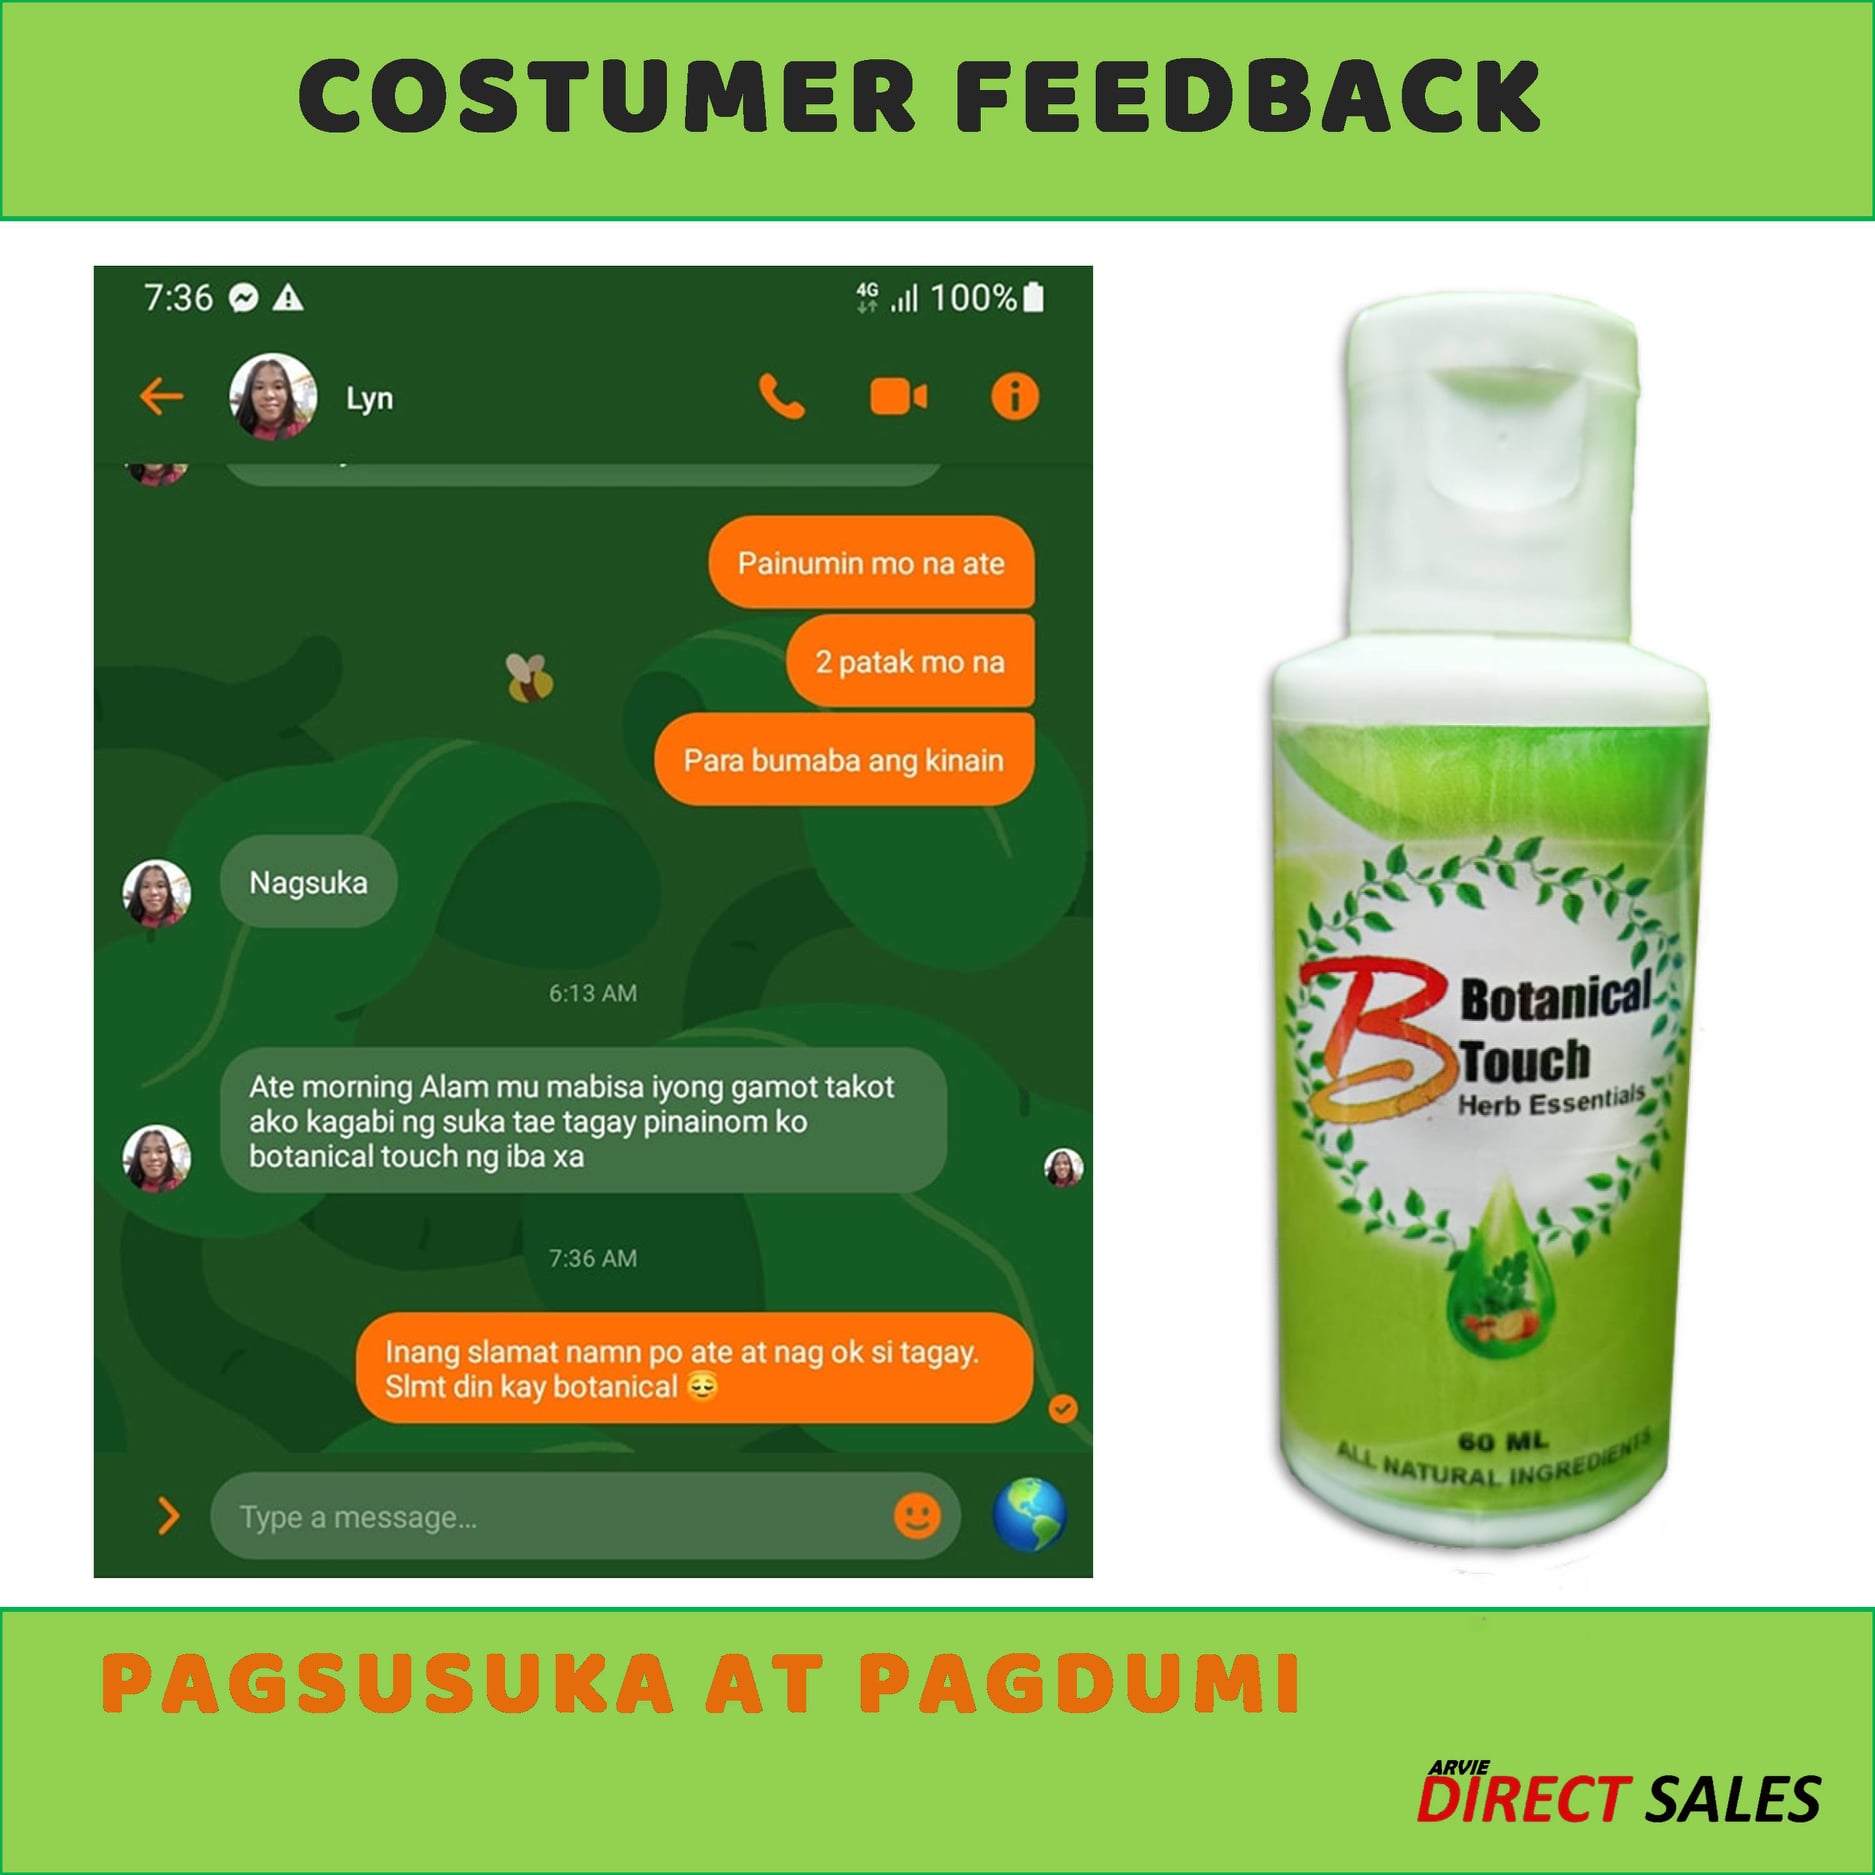 COSTUMER FEEDBACK
7:36
4G
100%
Lyn
Painumin mo na ate
2 patak mo na
Para bumaba ang kinain
Nagsuka
6:13 AM
Ate morning Alam mu mabisa iyong gamot takot
ako kagabi ng suka tae tagay pinainom ko
botanical touch ng iba xa
7:36 AM
Inang slamat namn po ate at nag ok si tagay.
Slmt din kay botanical 😌
Type a message...
B
Botanical
Touch
Herb Essentials
60 ML
ALL NATURAL INGREDIENTS
PAGSUSUKA AT PAGDUMI
ARVIE
DIRECT SALES